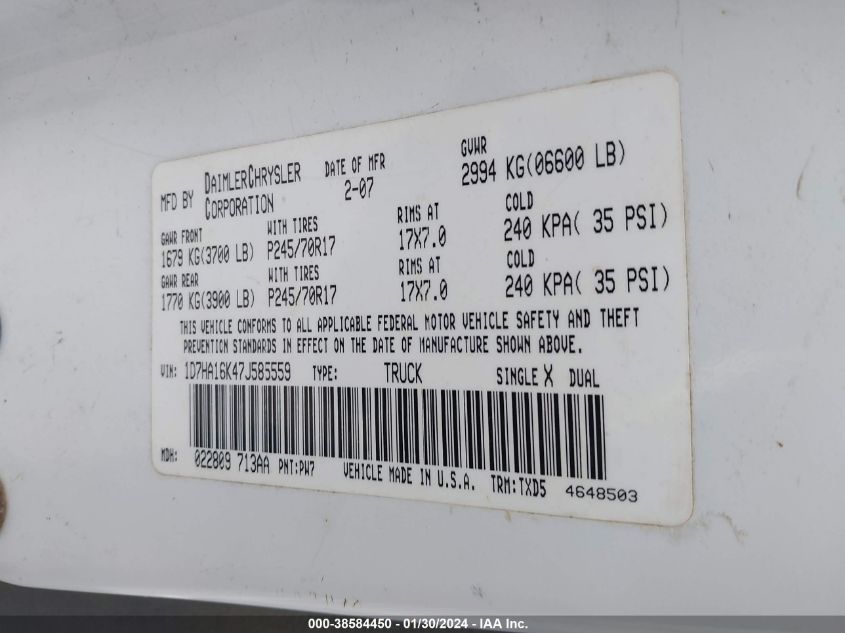 MFD BY DAIMLERCHRYSLER CORPORATION DATE OF MFR 2-07 GVWR 2994 KG(06600 LB)
GAWR FRONT WITH TIRES RIMS AT COLD
1679 KG(3700 LB) P245/70R17 17X7.0 240 KPA( 35 PSI)
GAWR REAR WITH TIRES RIMS AT COLD
1770 KG(3900 LB) P245/70R17 17X7.0 240 KPA( 35 PSI)
THIS VEHICLE CONFORMS TO ALL APPLICABLE FEDERAL MOTOR VEHICLE SAFETY AND THEFT
PREVENTION STANDARDS IN EFFECT ON THE DATE OF MANUFACTURE SHOWN ABOVE.
VIN: 1D7HA16K47J585559 TYPE: TRUCK SINGLE X DUAL
MDH: 022809 713AA PNT:PW7 VEHICLE MADE IN U.S.A. TRM:TXD5 4648503
000-38584450 - 01/30/2024 - IAA Inc.